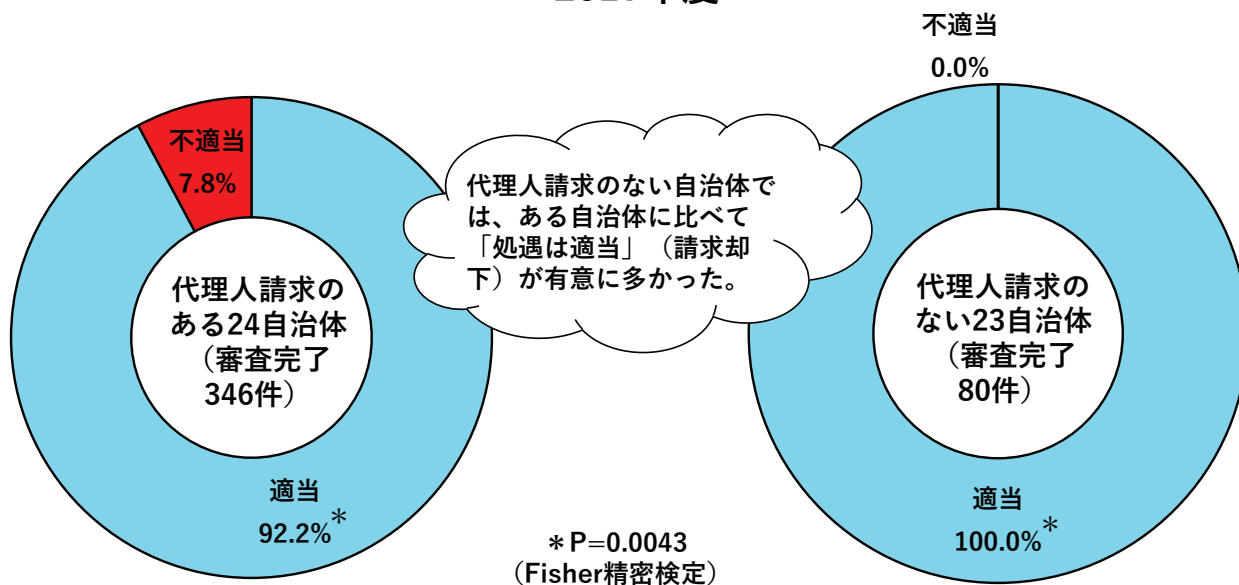 不適当
0.0%
不適当
7.8%
代理人請求のない自治体で
は、ある自治体に比べて
「処遇は適当」（請求却
下）が有意に多かった。
代理人請求の
ある24自治体
（審査完了
346件）
代理人請求の
ない23自治体
（審査完了
80件）
適当
92.2%*
適当
100.0%*
*P=0.0043
（Fisher精密検定）